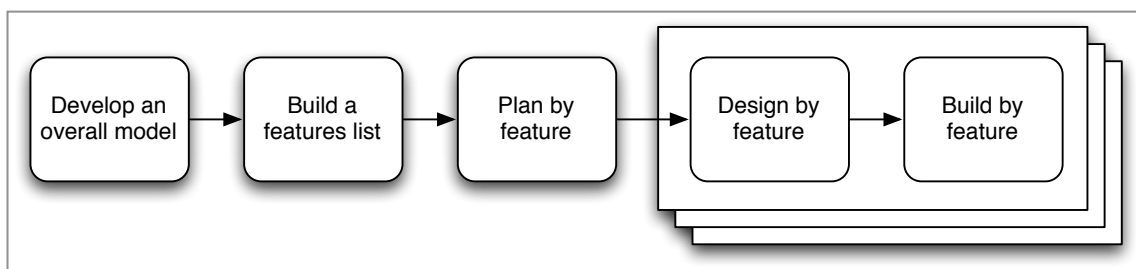 Develop an
overall model
Build a
features list
Plan by
feature
Design by
feature
Build by
feature